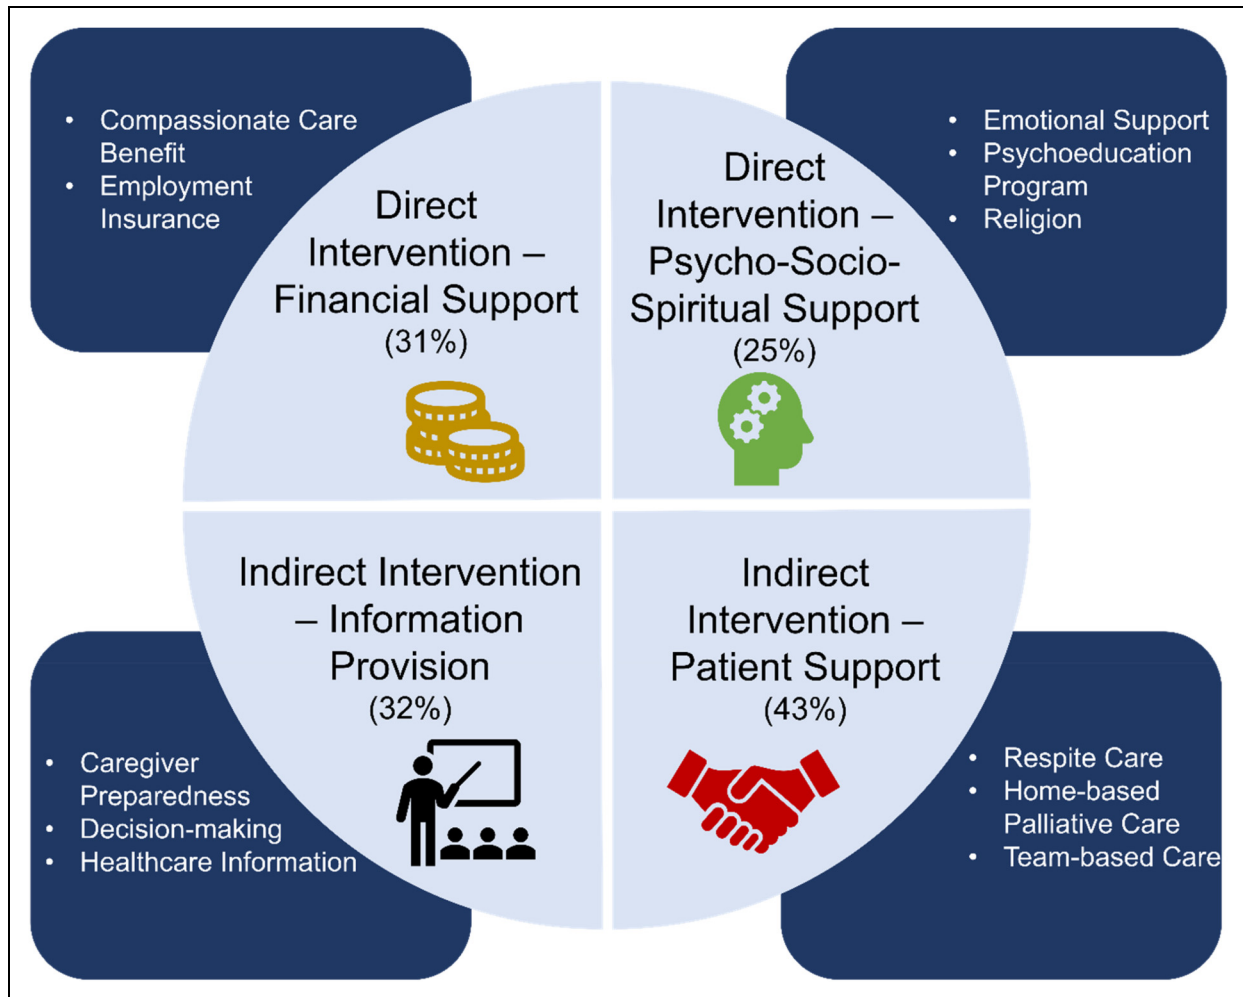 • Compassionate Care
Benefit
• Employment
Insurance
Direct
Intervention –
Financial Support
(31%)
Direct
Intervention –
Psycho-Socio-
Spiritual Support
(25%)
• Emotional Support
• Psychoeducation
Program
• Religion
Indirect Intervention
– Information
Provision
(32%)
• Caregiver
Preparedness
• Decision-making
• Healthcare Information
Indirect
Intervention –
Patient Support
(43%)
• Respite Care
• Home-based
Palliative Care
• Team-based Care